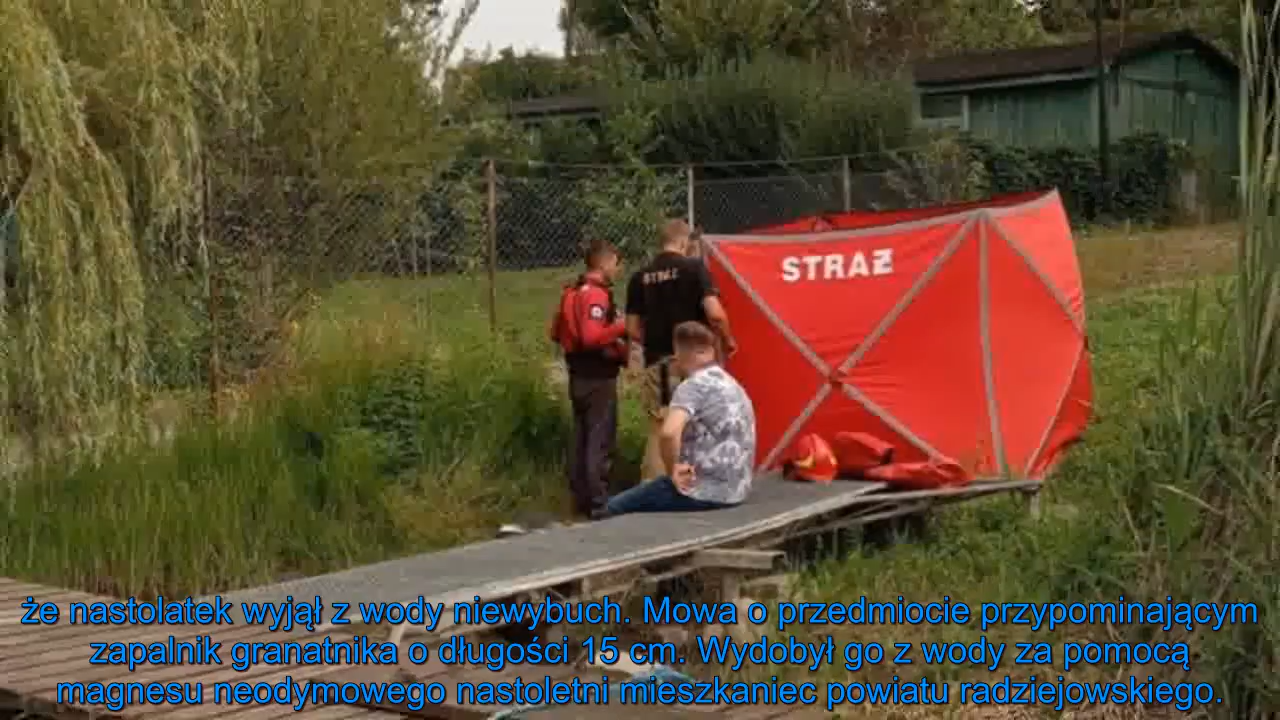 STRAŻ
STRAŻ
że nastolatek wyjął z wody niewybuch. Mowa o przedmiocie przypominającym
zapalnik granatnika o długości 15 cm. Wydobył go z wody za pomocą
magnesu neodymowego nastoletni mieszkaniec powiatu radziejowskiego.